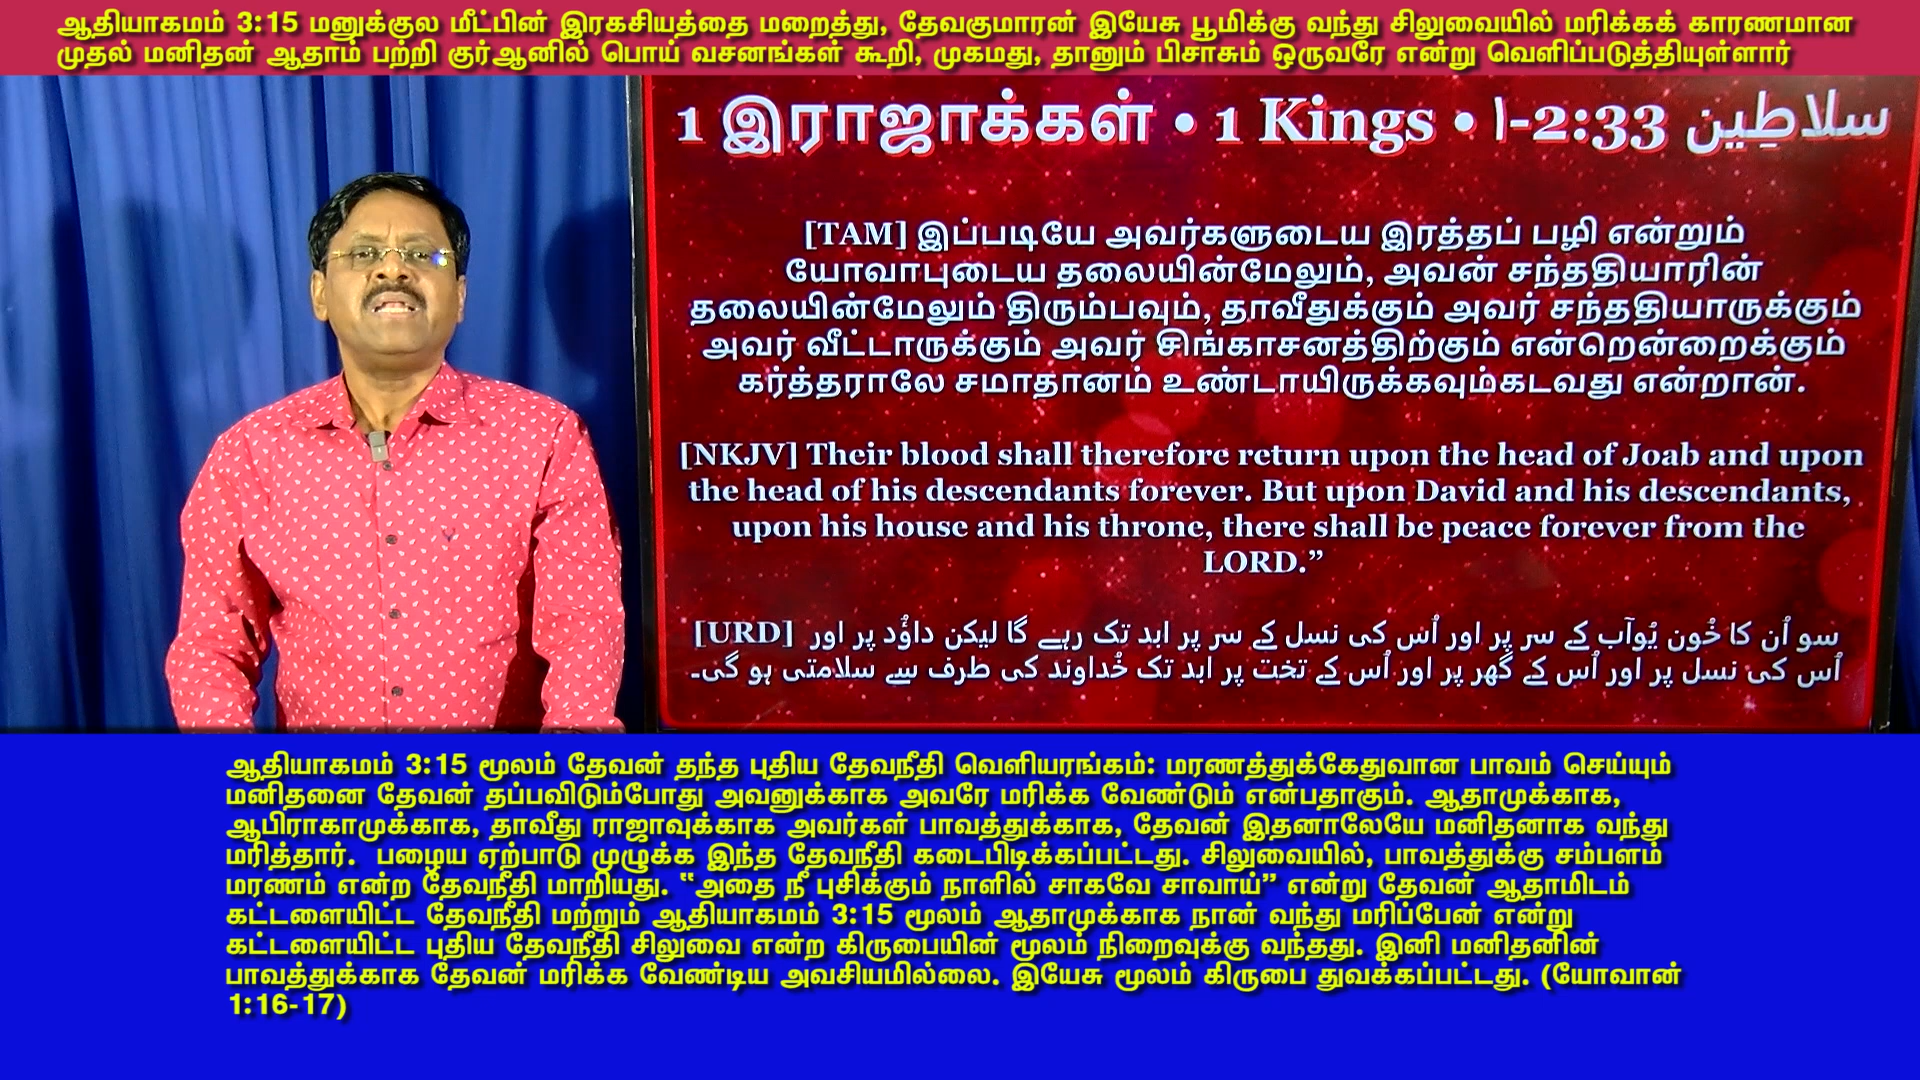 ஆதியாகமம் 3:15 மனுக்குல மீட்பின் இரகசியத்தை மறைத்து, தேவகுமாரன் இயேசு பூமிக்கு வந்து சிலுவையில் மரிக்கக் காரணமான
முதல் மனிதன் ஆதாம் பற்றி குர்ஆனில் பொய் வசனங்கள் கூறி, முகமது, தானும் பிசாசும் ஒருவரே என்று வெளிப்படுத்தியுள்ளார்
1 இராஜாக்கள் • 1 Kings • ۱-سلاطِین 2:33
[TAM] இப்படியே அவர்களுடைய இரத்தப் பழி என்றும்
யோவாபுடைய தலையின்மேலும், அவன் சந்ததியாரின்
தலையின்மேலும் திரும்பவும், தாவீதுக்கும் அவர் சந்ததியாருக்கும்
அவர் வீட்டாருக்கும் அவர் சிங்காசனத்திற்கும் என்றென்றைக்கும்
கர்த்தராலே சமாதானம் உண்டாயிருக்கவும்கடவது என்றான்.
[NKJV] Their blood shall therefore return upon the head of Joab and upon
the head of his descendants forever. But upon David and his descendants,
upon his house and his throne, there shall be peace forever from the
LORD.”
[URD] سو اُن کا خُون یُوآب کے سر پر اور اُس کی نسل کے سر پر ابد تک رہے گا لیکن داؤُد پر اور
اُس کی نسل پر اور اُس کے گھر پر اور اُس کے تخت پر ابد تک خُداوند کی طرف سے سلامتی ہو گی۔
ஆதியாகமம் 3:15 மூலம் தேவன் தந்த புதிய தேவநீதி வெளியரங்கம்: மரணத்துக்கேதுவான பாவம் செய்யும்
மனிதனை தேவன் தப்பவிடும்போது அவனுக்காக அவரே மரிக்க வேண்டும் என்பதாகும். ஆதாமுக்காக,
ஆபிராகாமுக்காக, தாவீது ராஜாவுக்காக அவர்கள் பாவத்துக்காக, தேவன் இதனாலேயே மனிதனாக வந்து
மரித்தார். பழைய ஏற்பாடு முழுக்க இந்த தேவநீதி கடைபிடிக்கப்பட்டது. சிலுவையில், பாவத்துக்கு சம்பளம்
மரணம் என்ற தேவநீதி மாறியது. “அதை நீ புசிக்கும் நாளில் சாகவே சாவாய்” என்று தேவன் ஆதாமிடம்
கட்டளையிட்ட தேவநீதி மற்றும் ஆதியாகமம் 3:15 மூலம் ஆதாமுக்காக நான் வந்து மரிப்பேன் என்று
கட்டளையிட்ட புதிய தேவநீதி சிலுவை என்ற கிருபையின் மூலம் நிறைவுக்கு வந்தது. இனி மனிதனின்
பாவத்துக்காக தேவன் மரிக்க வேண்டிய அவசியமில்லை. இயேசு மூலம் கிருபை துவக்கப்பட்டது. (யோவான்
1:16-17)